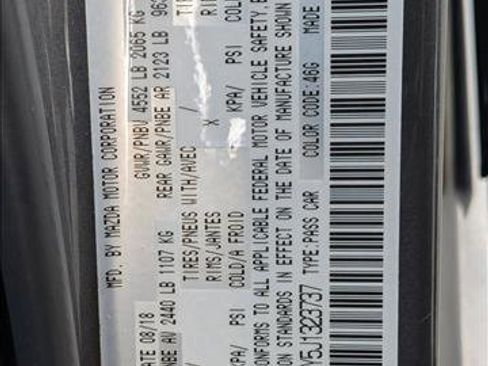 MFD. BY MAZDA MOTOR CORPORATION
DATE 08/18 GVWR/PNBV 4552 LB 2065 KG
PNBE AV 2440 LB 1107 KG REAR GAWR/PNBE AR 2123 LB
TIRES/PNEUS WITH/AVEC /
RIMS/JANTES X
KPA/ PSI COLD/A FROID KPA/ PSI
TO ALL APPLICABLE FEDERAL MOTOR VEHICLE SAFETY,
STANDARDS IN EFFECT ON THE DATE OF MANUFACTURE SHOWN
Y5J1323737 TYPE:PASS CAR COLOR CODE:46G MADE